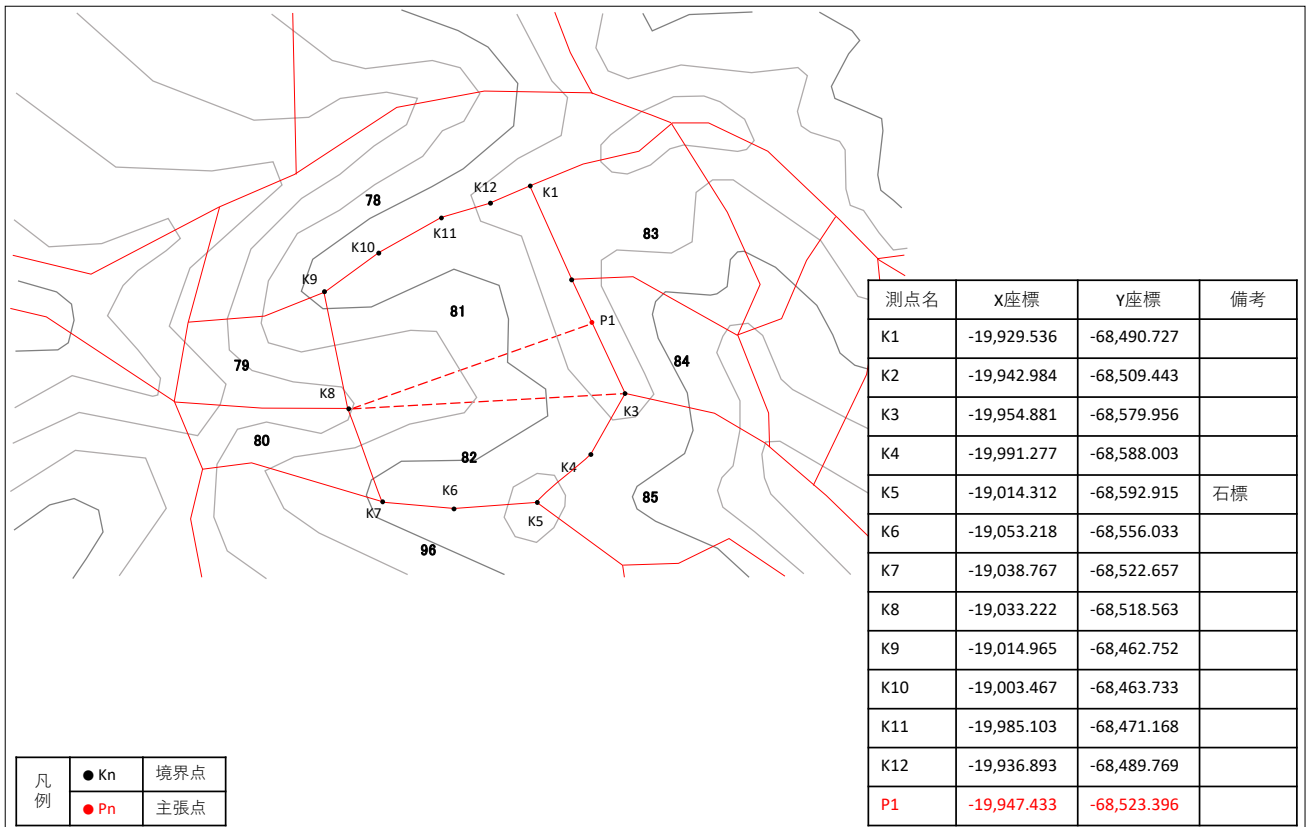 78
K12
K1
K11
83
K10
K9
81
P1
84
79
K8
K3
80
82
K4
K6
85
K7
K5
96
測点名 X座標 Y座標 備考
K1 -19,929.536 -68,490.727
K2 -19,942.984 -68,509.443
K3 -19,954.881 -68,579.956
K4 -19,991.277 -68,588.003
K5 -19,014.312 -68,592.915 石標
K6 -19,053.218 -68,556.033
K7 -19,038.767 -68,522.657
K8 -19,033.222 -68,518.563
K9 -19,014.965 -68,462.752
K10 -19,003.467 -68,463.733
K11 -19,985.103 -68,471.168
K12 -19,936.893 -68,489.769
P1 -19,947.433 -68,523.396
凡例
Kn 境界点
Pn 主張点